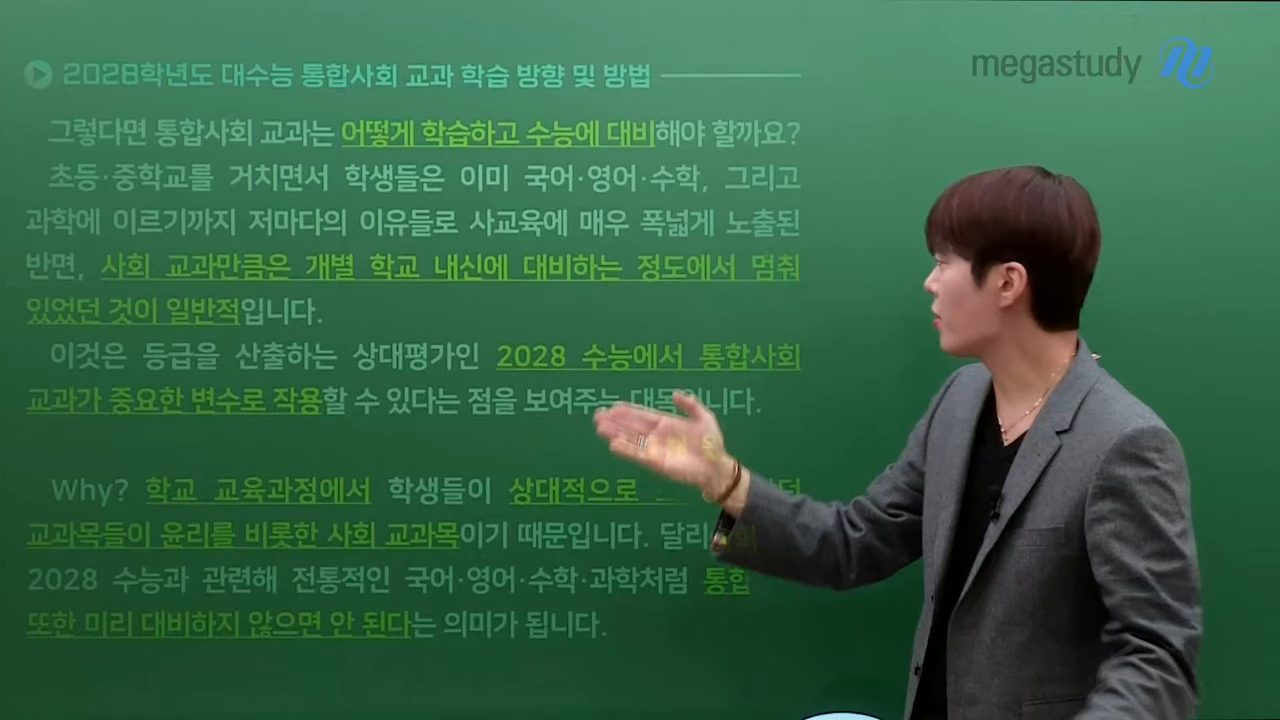 2028학년도 대수능 통합사회 교과 학습 방향 및 방법
megastudy
그렇다면 통합사회 교과는 어떻게 학습하고 수능에 대비해야 할까요?
초등·중학교를 거치면서 학생들은 이미 국어·영어·수학, 그리고
과학에 이르기까지 저마다의 이유들로 사교육에 매우 폭넓게 노출된
반면, 사회 교과만큼은 개별 학교 내신에 대비하는 정도에서 멈춰
있었던 것이 일반적입니다.
이것은 등급을 산출하는 상대평가인 2028 수능에서 통합사회
교과가 중요한 변수로 작용할 수 있다는 점을 보여주는 대목입니다.
Why? 학교 교육과정에서 학생들이 상대적으로
교과목들이 윤리를 비롯한 사회 교과목이기 때문입니다. 달리
2028 수능과 관련해 전통적인 국어·영어·수학·과학처럼 통합
또한 미리 대비하지 않으면 안 된다는 의미가 됩니다.